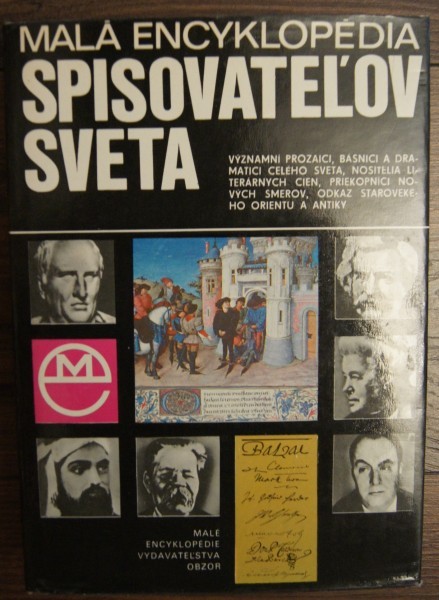 MALÁ ENCYKLOPÉDIA
SPISOVATEĽOV
SVETA
VÝZNAMNÍ PROZAICI, BÁSNICI A DRA-
MATICI CELÉHO SVETA, NOSITELIA LI-
TERÁRNYCH CIEN, PRIEKOPNÍCI NO-
VÝCH SMEROV, ODKAZ STAROVEKÉ-
HO ORIENTU A ANTIKY
Balzac
Mark
MALÉ
ENCYKLOPÉDIE
VYDAVATEĽSTVA
OBZOR